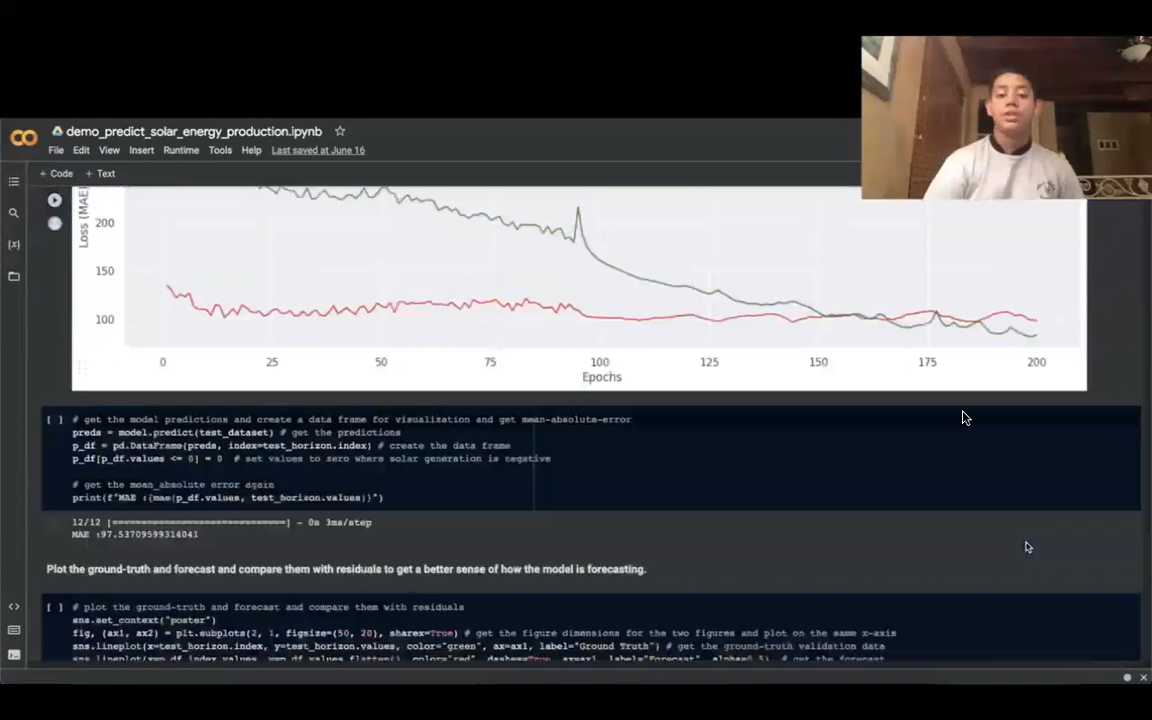 demo_predict_solar_energy_production.ipynb
File Edit View Insert Runtime Tools Help Last saved at June 16
+ Code + Text
Loss (MAE
200
150
100
0 25 50 75 100 125 150 175 200
Epochs
[ ] # get the model predictions and create a data frame for visualization and get mean-absolute-error
preds = model.predict(test_dataset) # get the predictions
p_df = pd.DataFrame(preds, index=test_horizon.index) # create the data frame
p_df[p_df.values <= 0] = 0 # set values to zero where solar generation is negative
# get the mean_absolute error again
print(f"MAE :{mae(p_df.values, test_horizon.values)}")
12/12 [==============================] - 0s 3ms/step
MAE :97.53709599314041
Plot the ground-truth and forecast and compare them with residuals to get a better sense of how the model is forecasting.
[ ] # plot the ground-truth and forecast and compare them with residuals
sns.set_context("poster")
fig, (ax1, ax2) = plt.subplots(2, 1, figsize=(50, 20), sharex=True) # get the figure dimensions for the two figures and plot on the same x-axis
sns.lineplot(x=test_horizon.index, y=test_horizon.values, color="green", ax=ax1, label="Ground Truth") # get the ground-truth validation data